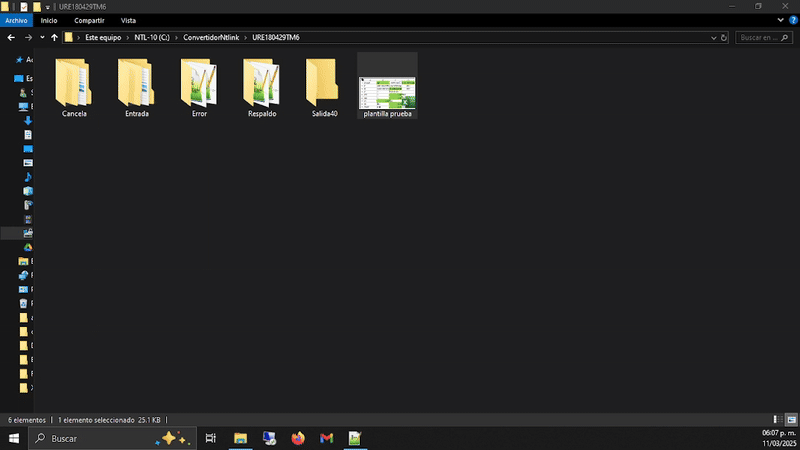 URE180429TM6
Archivo Inicio Compartir Vista
Este equipo > NTL-10 (C:) > ConvertidorNtlink > URE180429TM6
Buscar en ...
Cancela
Entrada
Error
Respaldo
Salida40
plantilla prueba
6 elementos
1 elemento seleccionado 25.1 KB
Buscar
06:07 p. m.
11/03/2025